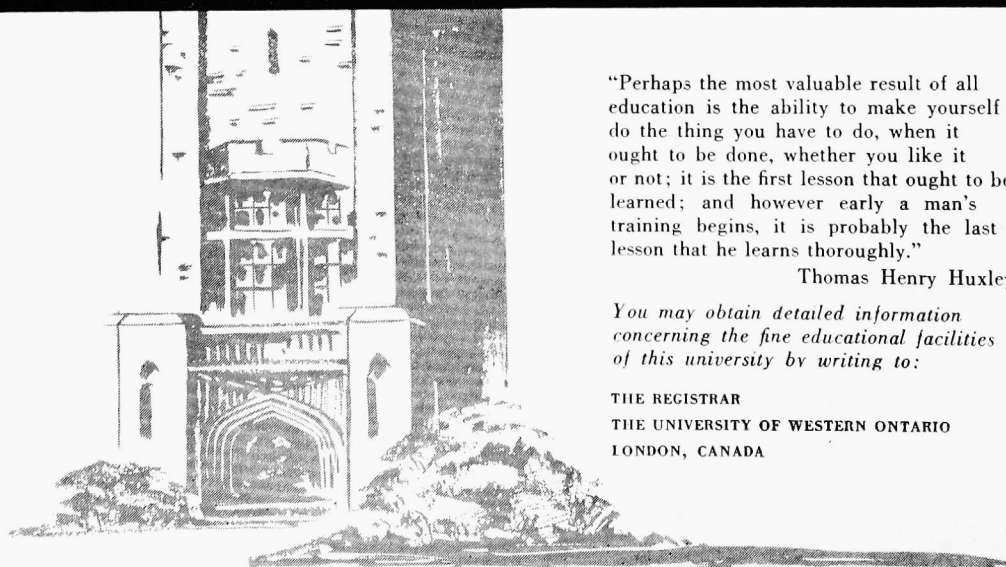 “Perhaps the most valuable result of all
education is the ability to make yourself
do the thing you have to do, when it
ought to be done, whether you like it
or not; it is the first lesson that ought to be
learned; and however early a man's
training begins, it is probably the last
lesson that he learns thoroughly.”
Thomas Henry Huxley
You may obtain detailed information
concerning the fine educational facilities
of this university by writing to:
THE REGISTRAR
THE UNIVERSITY OF WESTERN ONTARIO
LONDON, CANADA